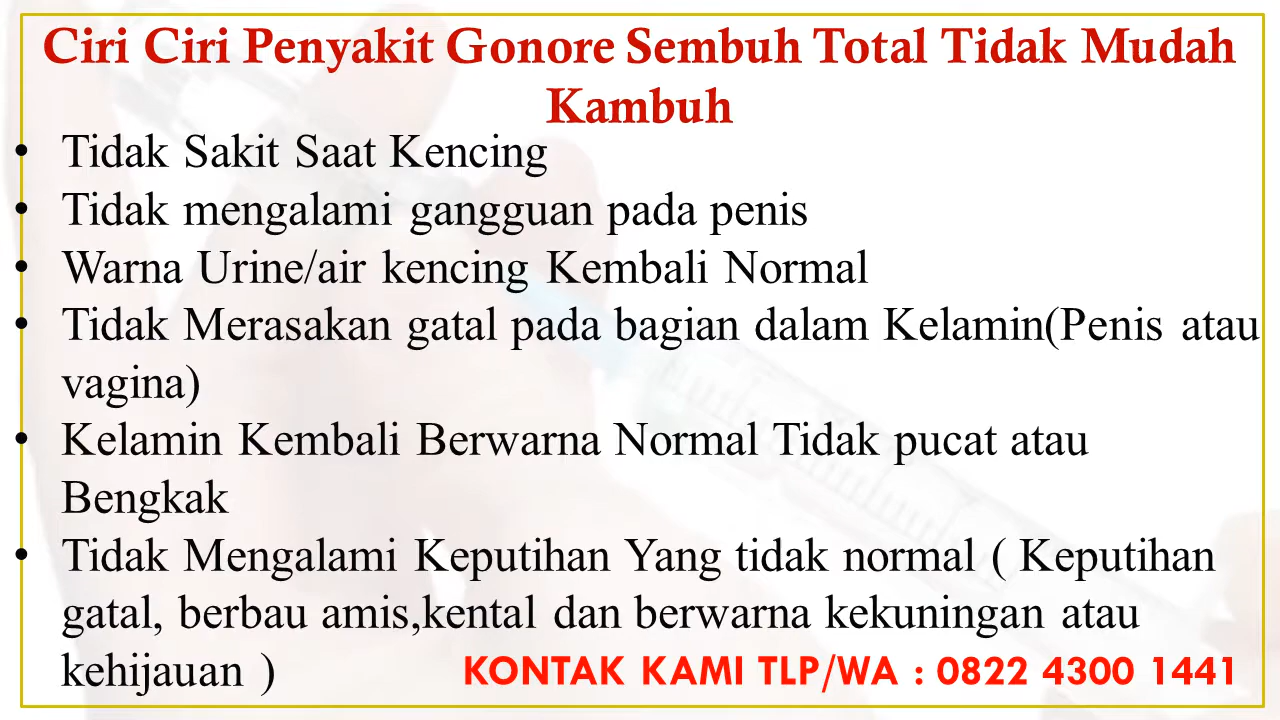 Ciri Ciri Penyakit Gonore Sembuh Total Tidak Mudah
Kambuh
• Tidak Sakit Saat Kencing
• Tidak mengalami gangguan pada penis
• Warna Urine/air kencing Kembali Normal
• Tidak Merasakan gatal pada bagian dalam Kelamin(Penis atau
vagina)
• Kelamin Kembali Berwarna Normal Tidak pucat atau
Bengkak
• Tidak Mengalami Keputihan Yang tidak normal ( Keputihan
gatal, berbau amis,kental dan berwarna kekuningan atau
kehijauan )
KONTAK KAMI TLP/WA : 0822 4300 1441